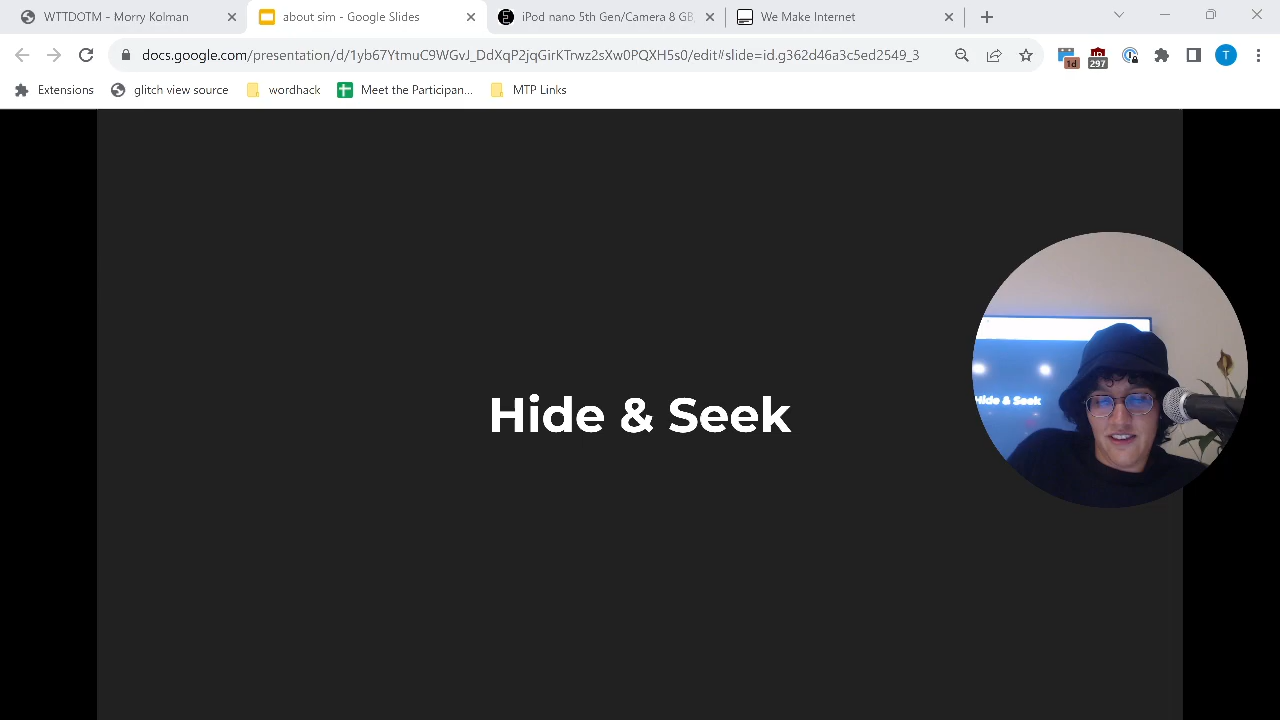 WTTDOTM - Morry Kolman
about sim - Google Slides
iPod nano 5th Gen/Camera 8 GB
We Make Internet
docs.google.com/presentation/d/1yb67YtmuC9WGvJ_DdXqP2jqGirKTrwz2sXw0PQXH5s0/edit#slide=id.g362d46a3c5ed2549_3
1d
297
T
Extensions
glitch view source
wordhack
Meet the Participan...
MTP Links
Hide & Seek
Hide & Seek